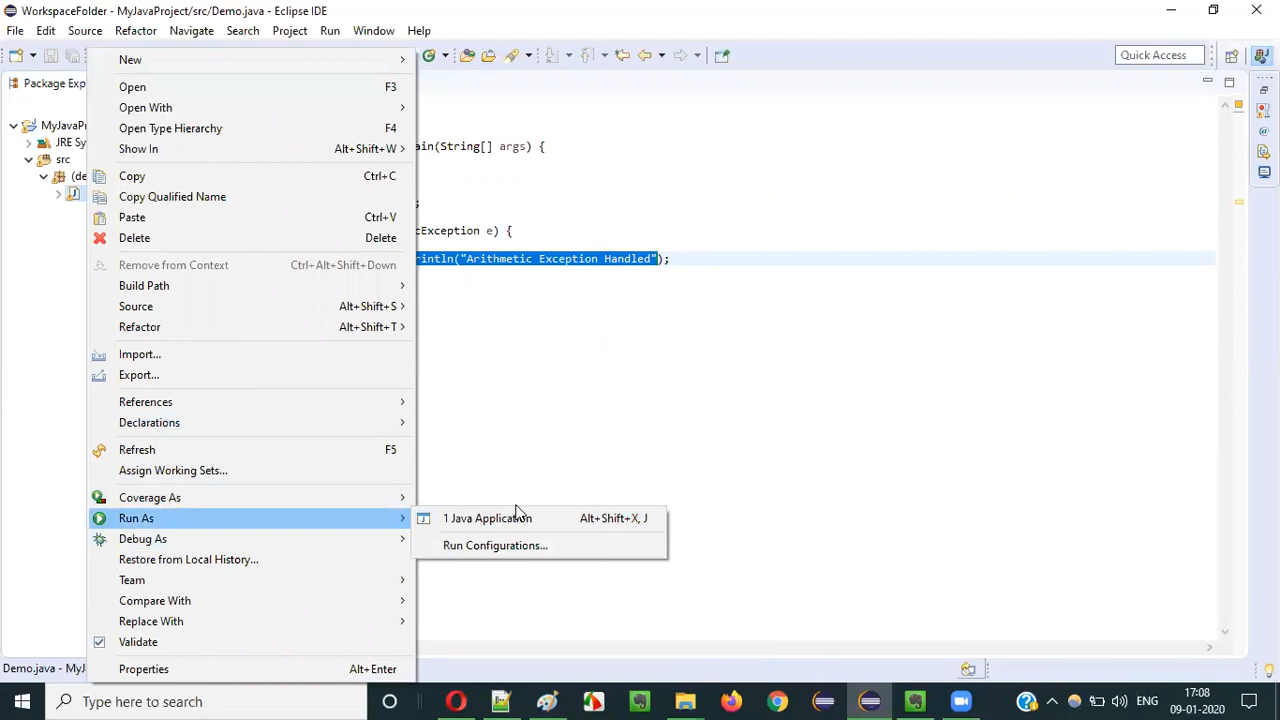 WorkspaceFolder - MyJavaProject/src/Demo.java - Eclipse IDE
File Edit Source Refactor Navigate Search Project Run Window Help
Quick Access
Package Exp
MyJavaPr
JRE Sy
src
(de
New
Open F3
Open With
Open Type Hierarchy F4
Show In Alt+Shift+W
Copy Ctrl+C
Copy Qualified Name
Paste Ctrl+V
Delete Delete
Remove from Context Ctrl+Alt+Shift+Down
Build Path
Source Alt+Shift+S
Refactor Alt+Shift+T
Import...
Export...
References
Declarations
Refresh F5
Assign Working Sets...
Coverage As
Run As
Debug As
Restore from Local History...
Team
Compare With
Replace With
Validate
Properties Alt+Enter
1 Java Application Alt+Shift+X, J
Run Configurations...
ain(String[] args) {
;
cException e) {
rintln("Arithmetic Exception Handled");
Demo.java - MyJ
Type here to search
ENG
17:08
09-01-2020